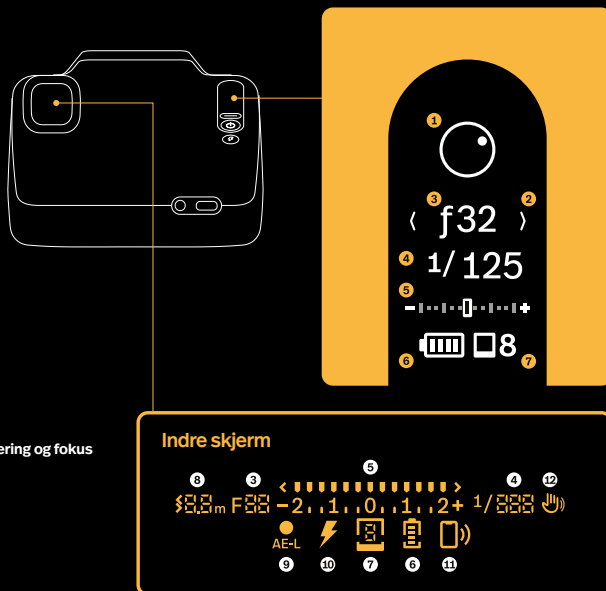 1
3 2
ƒ32
4
1/125
5
- +
6 8 7
ering og fokus
Indre skjerm
8 3 5 4 12
8.8m F88 -2..1..0..1..2+ 1/888
AE-L 8
9 10 7 6 11